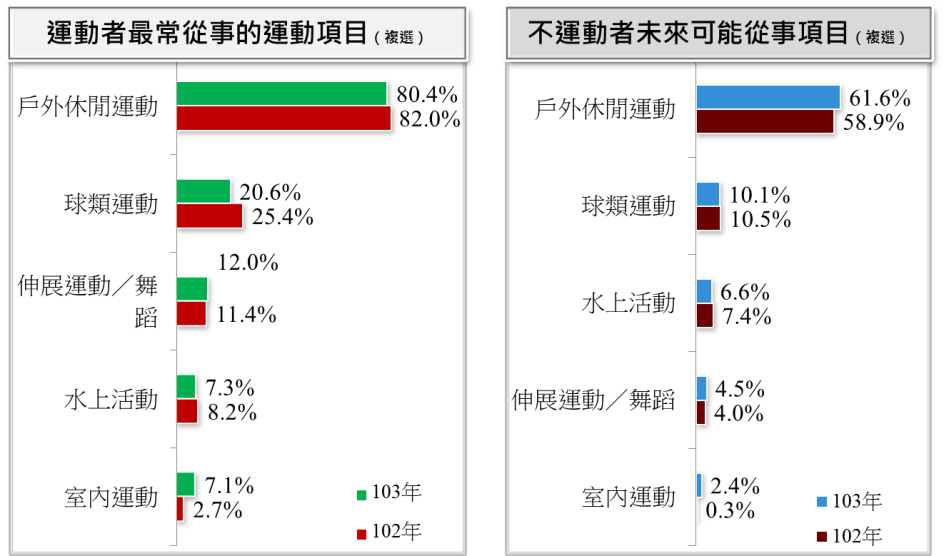 運動者最常從事的運動項目（複選）
戶外休閒運動
80.4%
82.0%
球類運動
20.6%
25.4%
伸展運動／舞
蹈
12.0%
11.4%
水上活動
7.3%
8.2%
室內運動
7.1%
2.7%
103年
102年
不運動者未來可能從事項目（複選）
戶外休閒運動
61.6%
58.9%
球類運動
10.1%
10.5%
水上活動
6.6%
7.4%
伸展運動／舞蹈
4.5%
4.0%
室內運動
2.4%
0.3%
103年
102年